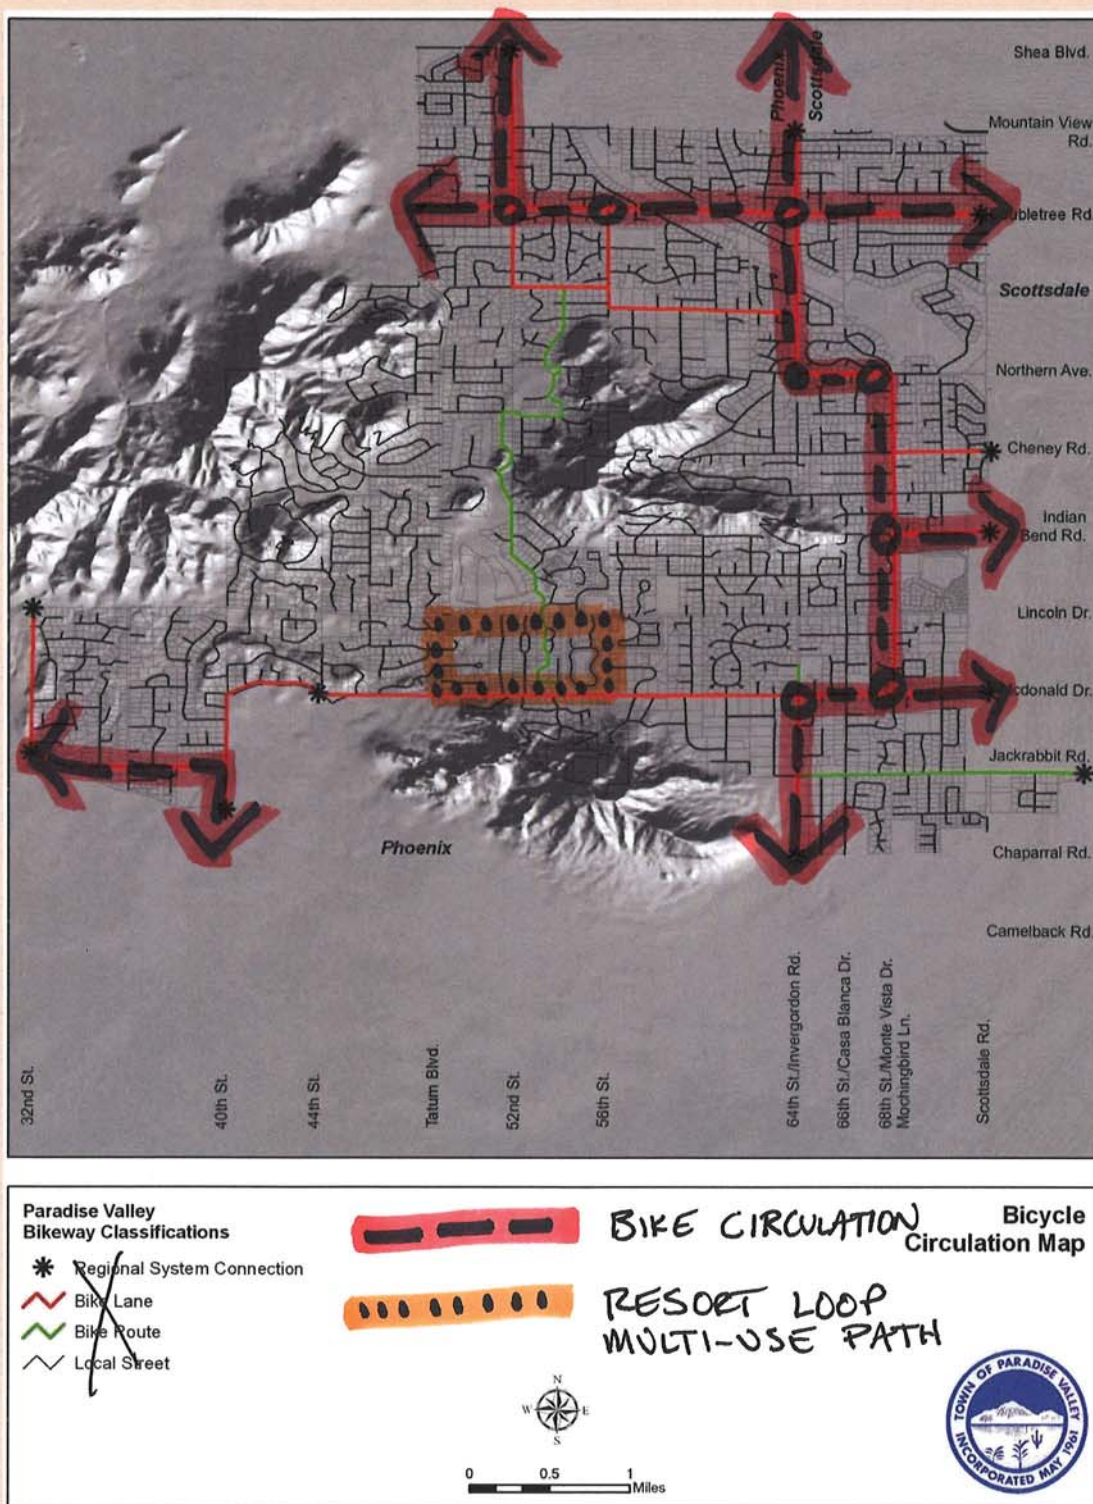 Shea Blvd.
Phoenix
Scottsdale
Mountain View
Rd.
Doubletree Rd.
Scottsdale
Northern Ave.
Cheney Rd.
Indian
Bend Rd.
Lincoln Dr.
Mcdonald Dr.
Jackrabbit Rd.
Phoenix
Chaparral Rd.
Camelback Rd.
32nd St.
40th St.
44th St.
Tatum Blvd.
52nd St.
56th St.
64th St./Invergordon Rd.
66th St./Casa Blanca Dr.
68th St./Monte Vista Dr.
Mochingbird Ln.
Scottsdale Rd.
Paradise Valley
Bikeway Classifications
Regional System Connection
Bike Lane
Bike Route
Local Street
BIKE CIRCULATION
RESORT LOOP
MULTI-USE PATH
Bicycle
Circulation Map
N
W E
S
0 0.5 1
Miles
TOWN OF PARADISE VALLEY
INCORPORATED MAY 1961